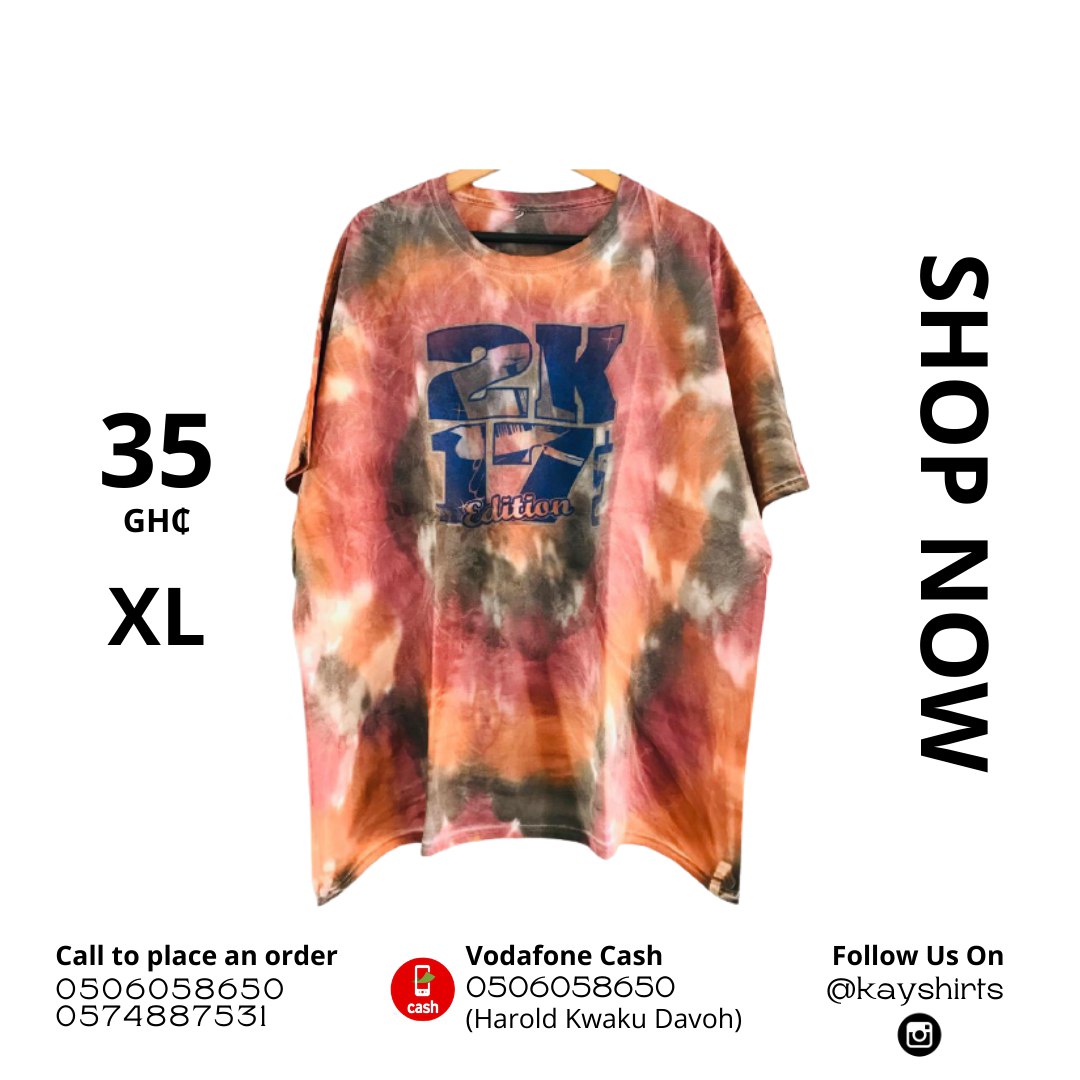 2K
17
Edition
35
GH₵
XL
SHOP NOW
Call to place an order
0506058650
0574887531
cash
Vodafone Cash
0506058650
(Harold Kwaku Davoh)
Follow Us On
@kayshirts